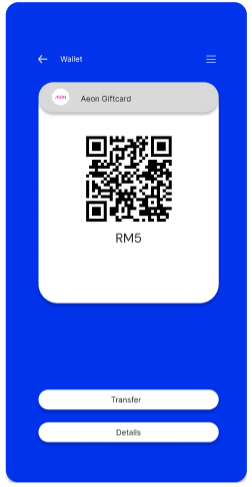 Wallet
AEON
Aeon Giftcard
RM5
Transfer
Details